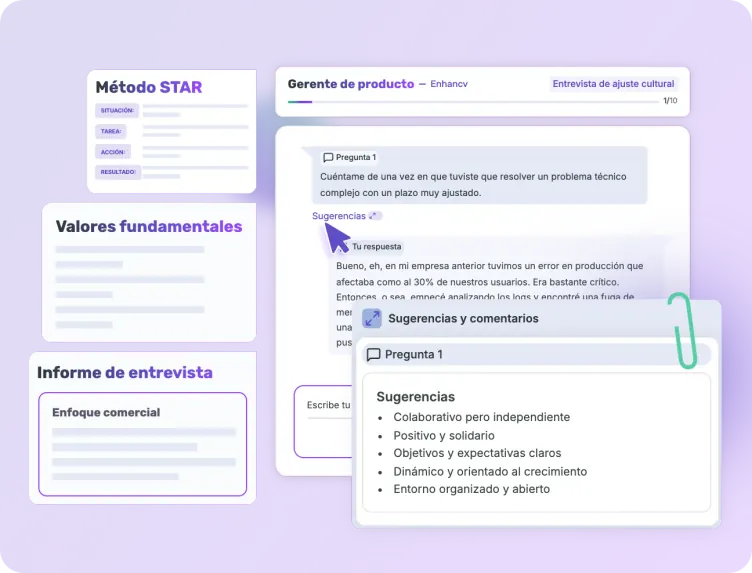 Método STAR
SITUACIÓN:
TAREA:
ACCIÓN:
RESULTADO:
Valores fundamentales
Informe de entrevista
Enfoque comercial
Gerente de producto — Enhancv
Entrevista de ajuste cultural
1/10
Pregunta 1
Cuéntame de una vez en que tuviste que resolver un problema técnico
complejo con un plazo muy ajustado.
Sugerencias
Tu respuesta
Bueno, eh, en mi empresa anterior tuvimos un error en producción que
afectaba como al 30% de nuestros usuarios. Era bastante crítico.
Entonces, o sea, empecé analizando los logs y encontré una fuga de
Escribe tu
Sugerencias y comentarios
Pregunta 1
Sugerencias
• Colaborativo pero independiente
• Positivo y solidario
• Objetivos y expectativas claros
• Dinámico y orientado al crecimiento
• Entorno organizado y abierto